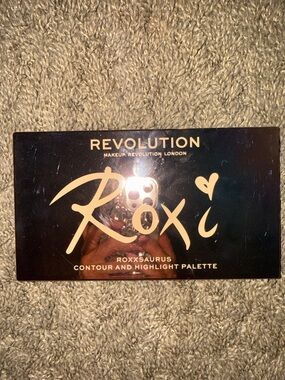 REVOLUTION
MAKEUP REVOLUTION LONDON
Roxi
ROXXSAURUS
CONTOUR AND HIGHLIGHT PALETTE